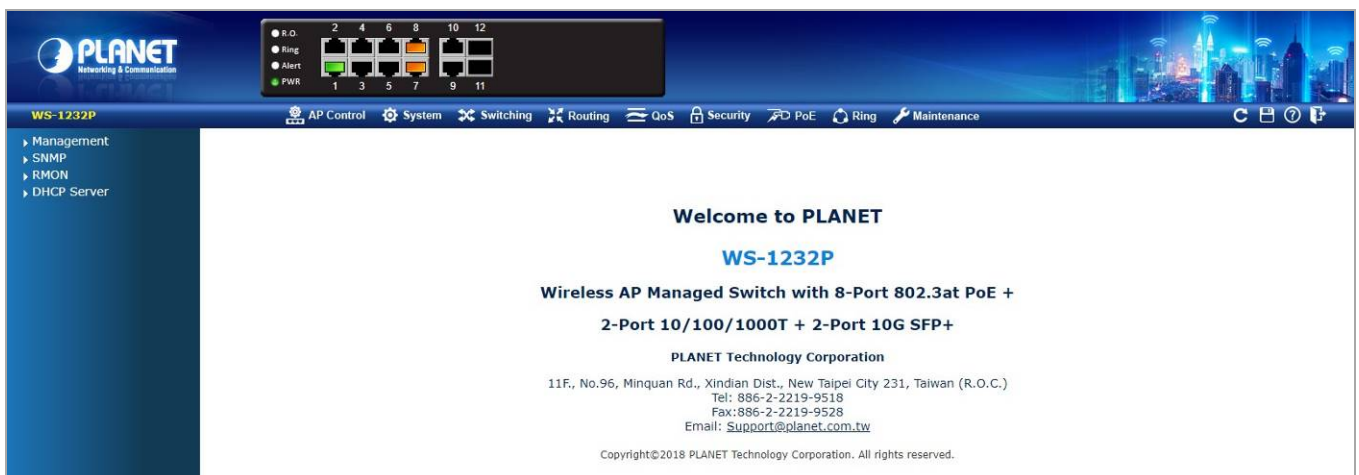 PLANET
Networking & Communication
R.O.
Ring
Alert
PWR
2 4 6 8 10 12
1 3 5 7 9 11
WS-1232P
AP Control System Switching Routing QoS Security PoE Ring Maintenance
Management
SNMP
RMON
DHCP Server
Welcome to PLANET
WS-1232P
Wireless AP Managed Switch with 8-Port 802.3at PoE +
2-Port 10/100/1000T + 2-Port 10G SFP+
PLANET Technology Corporation
11F., No.96, Minquan Rd., Xindian Dist., New Taipei City 231, Taiwan (R.O.C.)
Tel: 886-2-2219-9518
Fax:886-2-2219-9528
Email: Support@planet.com.tw
Copyright©2018 PLANET Technology Corporation. All rights reserved.